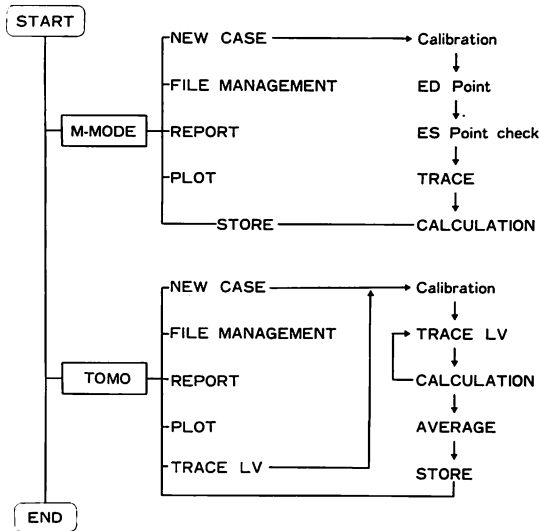 START
NEW CASE Calibration
FILE MANAGEMENT ED Point
M-MODE REPORT ES Point check
PLOT TRACE
STORE CALCULATION
NEW CASE Calibration
FILE MANAGEMENT TRACE LV
TOMO REPORT CALCULATION
PLOT AVERAGE
TRACE LV STORE
END